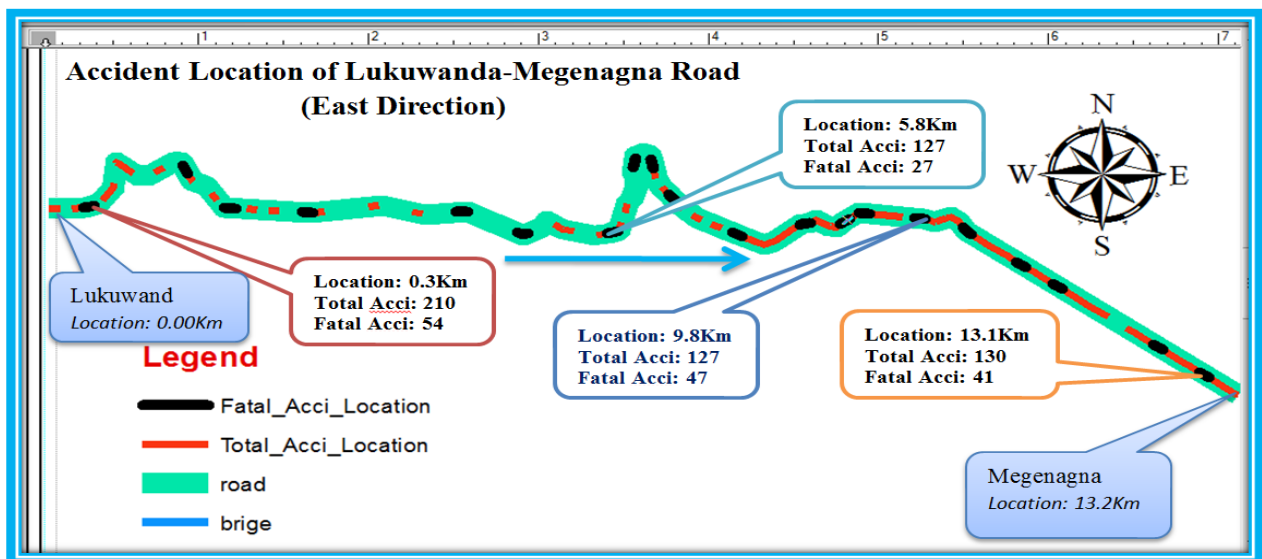 1 2 3 4 5 6 7
Accident Location of Lukuwanda-Megenagna Road
(East Direction)
N
W E
S
Location: 5.8Km
Total Acci: 127
Fatal Acci: 27
Lukuwand
Location: 0.00Km
Location: 0.3Km
Total Acci: 210
Fatal Acci: 54
Location: 9.8Km
Total Acci: 127
Fatal Acci: 47
Location: 13.1Km
Total Acci: 130
Fatal Acci: 41
Legend
Fatal_Acci_Location
Total_Acci_Location
road
brige
Megenagna
Location: 13.2Km